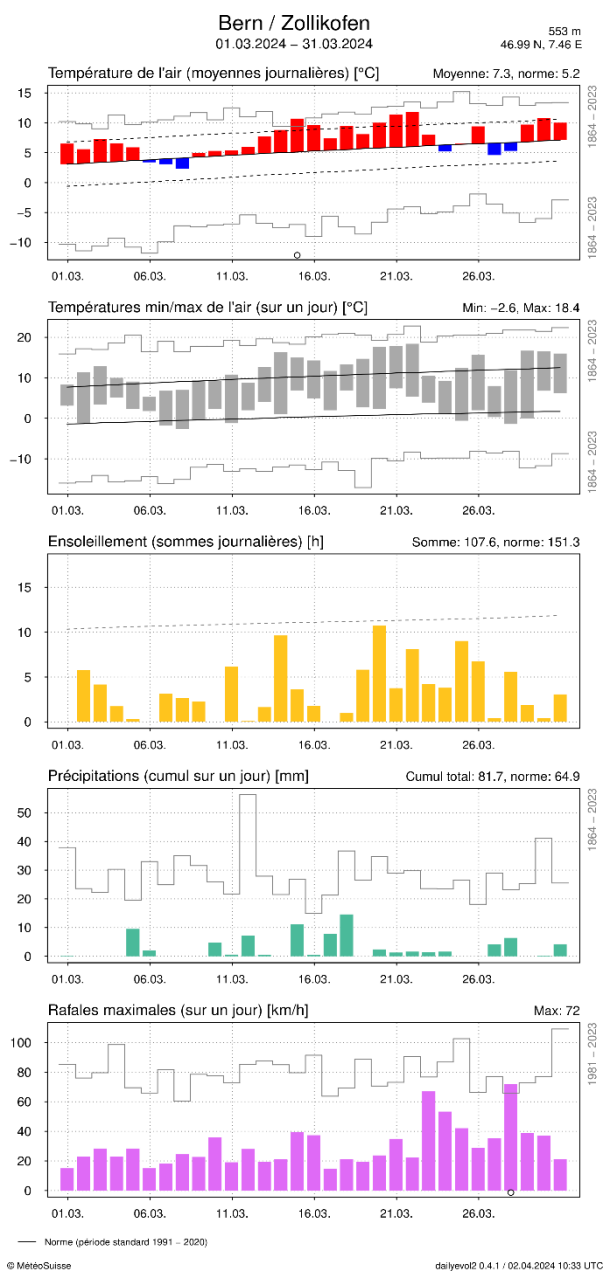 Bern / Zollikofen
01.03.2024 – 31.03.2024
553 m
46.99 N, 7.46 E
Température de l'air (moyennes journalières) [°C]
Moyenne: 7.3, norme: 5.2
15
10
5
0
−5
−10
01.03.
06.03.
11.03.
16.03.
21.03.
26.03.
1864 – 2023
1864 – 2023
Températures min/max de l'air (sur un jour) [°C]
Min: −2.6, Max: 18.4
20
10
0
−10
01.03.
06.03.
11.03.
16.03.
21.03.
26.03.
1864 – 2023
1864 – 2023
Ensoleillement (sommes journalières) [h]
Somme: 107.6, norme: 151.3
15
10
5
0
01.03.
06.03.
11.03.
16.03.
21.03.
26.03.
Précipitations (cumul sur un jour) [mm]
Cumul total: 81.7, norme: 64.9
50
40
30
20
10
0
01.03.
06.03.
11.03.
16.03.
21.03.
26.03.
1864 – 2023
Rafales maximales (sur un jour) [km/h]
Max: 72
100
80
60
40
20
0
01.03.
06.03.
11.03.
16.03.
21.03.
26.03.
1981 – 2023
Norme (période standard 1991 – 2020)
© MétéoSuisse
dailyevol2 0.4.1 / 02.04.2024 10:33 UTC